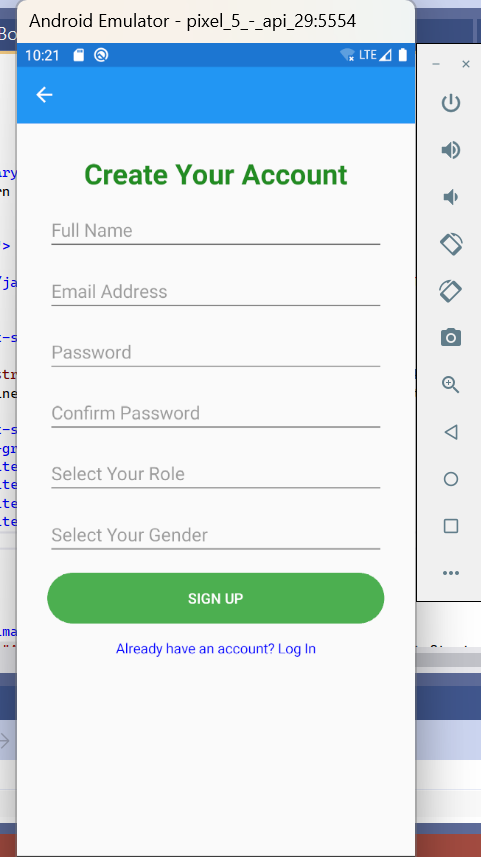 Android Emulator - pixel_5_-_api_29:5554
10:21 LTE
Create Your Account
Full Name
Email Address
Password
Confirm Password
Select Your Role
Select Your Gender
SIGN UP
Already have an account? Log In